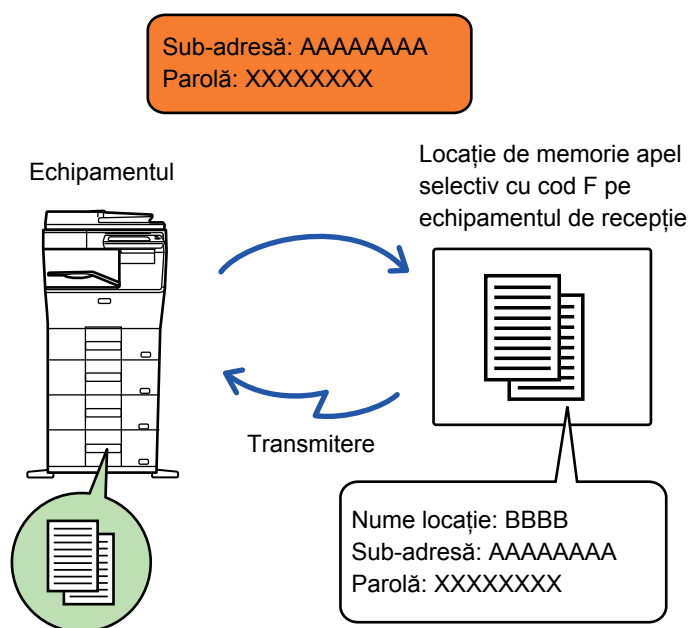 Sub-adresă: AAAAAAAA
Parolă: XXXXXXXX
Echipamentul
Locație de memorie apel
selectiv cu cod F pe
echipamentul de recepție
Transmitere
Nume locație: BBBB
Sub-adresă: AAAAAAAA
Parolă: XXXXXXXX